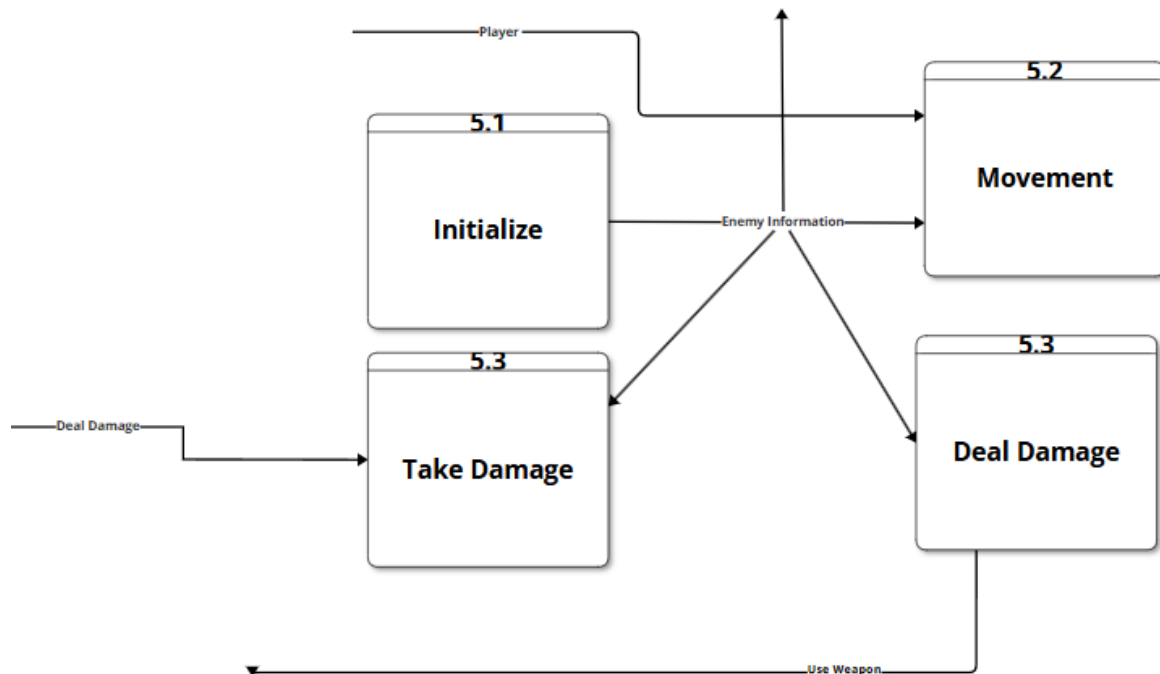 Player
5.2
Movement
5.1
Initialize
Enemy Information
5.3
Take Damage
5.3
Deal Damage
Deal Damage
Use Weapon